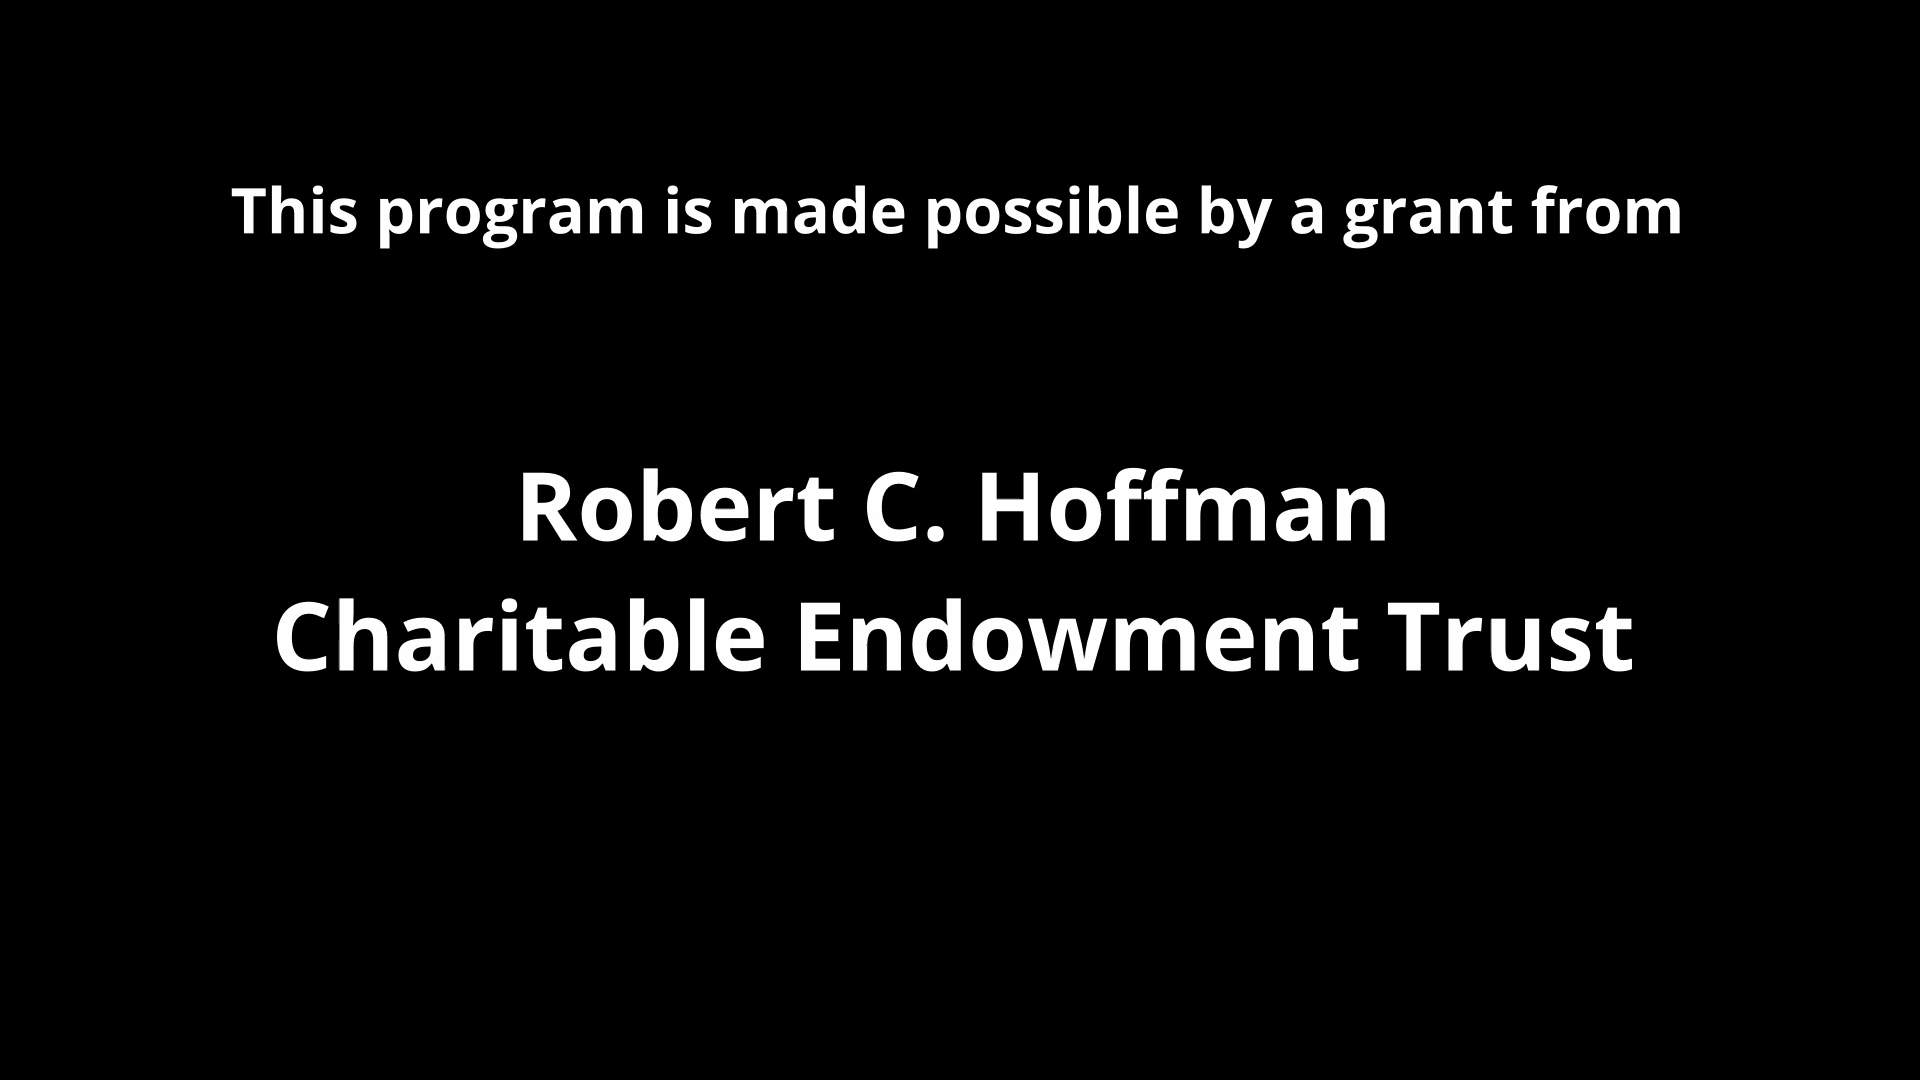 This program is made possible by a grant from
Robert C. Hoffman
Charitable Endowment Trust